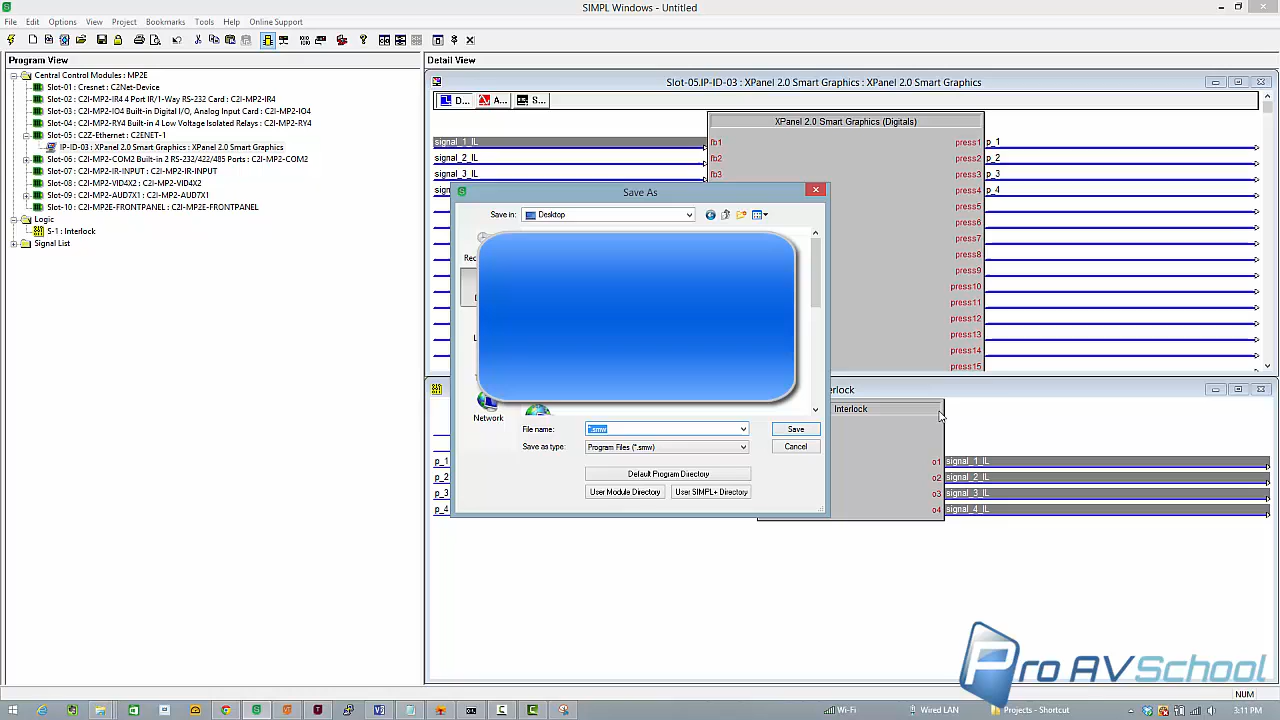 SIMPL Windows - Untitled
File Edit Options View Project Bookmarks Tools Help Online Support
Program View
Central Control Modules : MP2E
Slot-01: Cresnet : C2Net-Device
Slot-02 : C2I-MP2-IR4 4 Port IR/1-Way RS-232 Card : C2I-MP2-IR4
Slot-03 : C2I-MP2-IO4 Built-in Digital I/O, Analog Input Card : C2I-MP2-IO4
Slot-04 : C2I-MP2-RY4 Built-in 4 Low Voltage Isolated Relays : C2I-MP2-RY4
Slot-05 : C2Z-Ethernet : C2ENET-1
IP-ID-03 : XPanel 2.0 Smart Graphics : XPanel 2.0 Smart Graphics
Slot-06 : C2I-MP2-COM2 Built-in 2 RS-232/422/485 Ports : C2I-MP2-COM2
Slot-07 : C2I-MP2-IR-INPUT : C2I-MP2-IR-INPUT
Slot-08 : C2I-MP2-VID4X2 : C2I-MP2-VID4X2
Slot-09 : C2I-MP2-AUD7X1 : C2I-MP2-AUD7X1
Slot-10 : C2I-MP2E-FRONTPANEL : C2I-MP2E-FRONTPANEL
Logic
S-1 : Interlock
Signal List
Detail View
Slot-05.IP-ID-03 : XPanel 2.0 Smart Graphics : XPanel 2.0 Smart Graphics
D... A... S...
XPanel 2.0 Smart Graphics (Digitals)
signal_1_IL fb1 press1 p_1
signal_2_IL fb2 press2 p_2
signal_3_IL fb3 press3 p_3
press4 p_4
press5
press6
press7
press8
press9
press10
press11
press12
press13
press14
press15
Save As
Save in: Desktop
Network
File name: *.smw Save
Save as type: Program Files (*.smw) Cancel
Default Program Directory
User Module Directory User SIMPL+ Directory
Interlock
p_1 o1 signal_1_IL
p_2 o2 signal_2_IL
p_3 o3 signal_3_IL
p_4 o4 signal_4_IL
Pro AVSchool
NUM
Wi-Fi Wired LAN Projects - Shortcut 3:11 PM